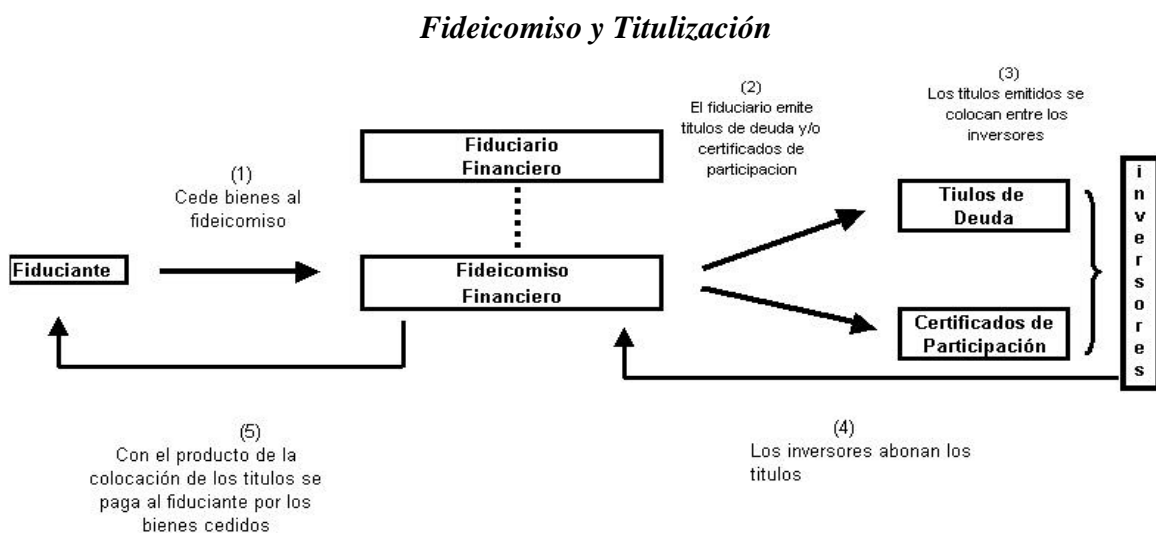 Fideicomiso y Titulización
(1)
Cede bienes al
fideicomiso
Fiduciante
Fiduciario
Financiero
Fideicomiso
Financiero
(2)
El fiduciario emite
titulos de deuda y/o
certificados de
participacion
(3)
Los titulos emitidos se
colocan entre los
inversores
Tiulos de
Deuda
Certificados de
Participación
inversores
(4)
Los inversores abonan los
titulos
(5)
Con el producto de la
colocación de los titulos se
paga al fiduciante por los
bienes cedidos